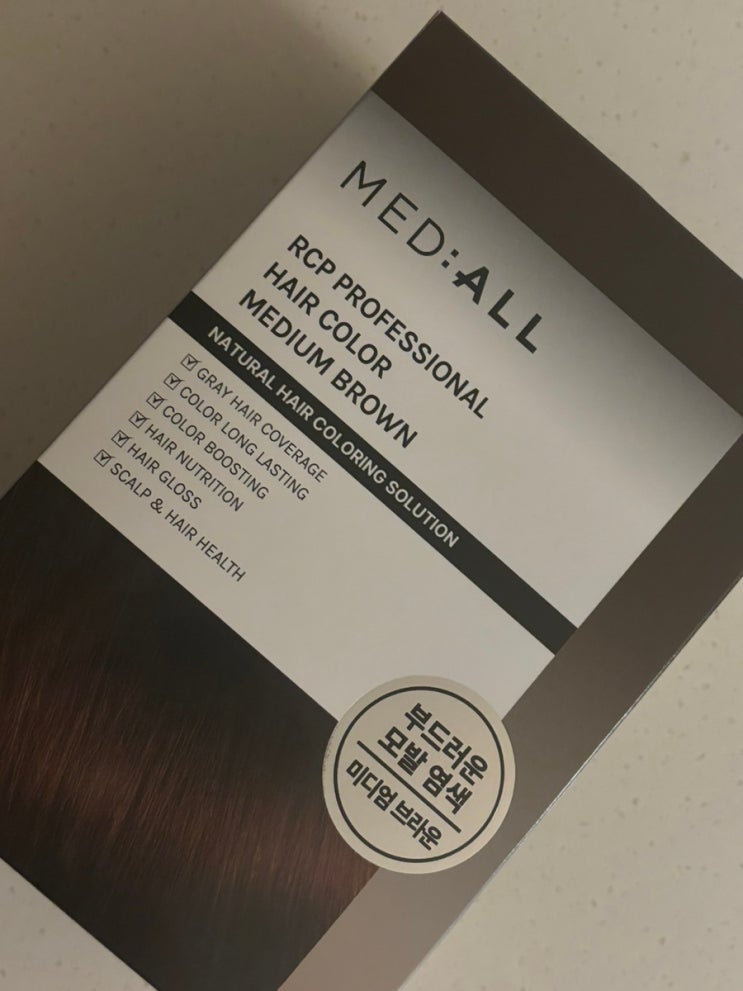 MED:ALL
RCP PROFESSIONAL
HAIR COLOR
MEDIUM BROWN
NATURAL HAIR COLORING SOLUTION
☑ GRAY HAIR COVERAGE
☑ COLOR LONG LASTING
☑ COLOR BOOSTING
☑ HAIR NUTRITION
☑ HAIR GLOSS
☑ SCALP & HAIR HEALTH
부드러운
모발 염색
미디엄 브라운